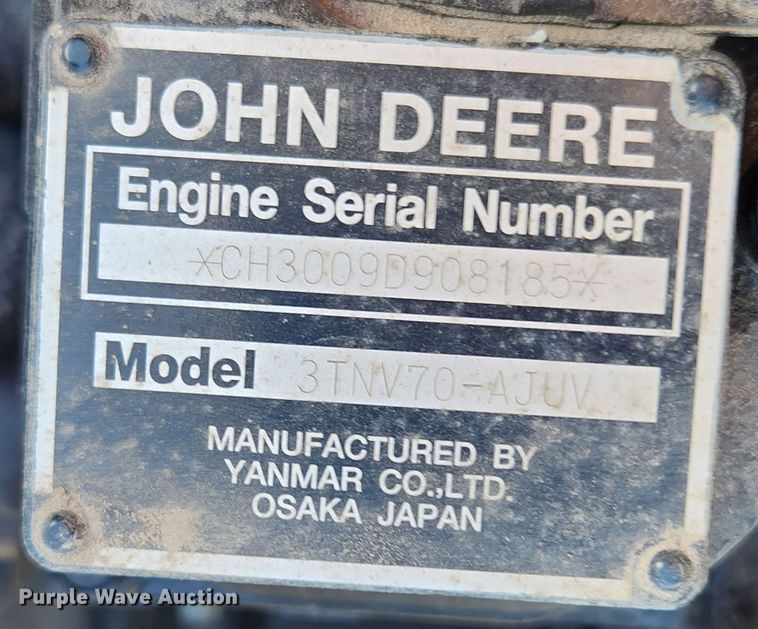 JOHN DEERE
Engine Serial Number
*CH3009D908185*
Model 3TNV70-AJUV
MANUFACTURED BY
YANMAR CO.,LTD.
OSAKA JAPAN
Purple Wave Auction